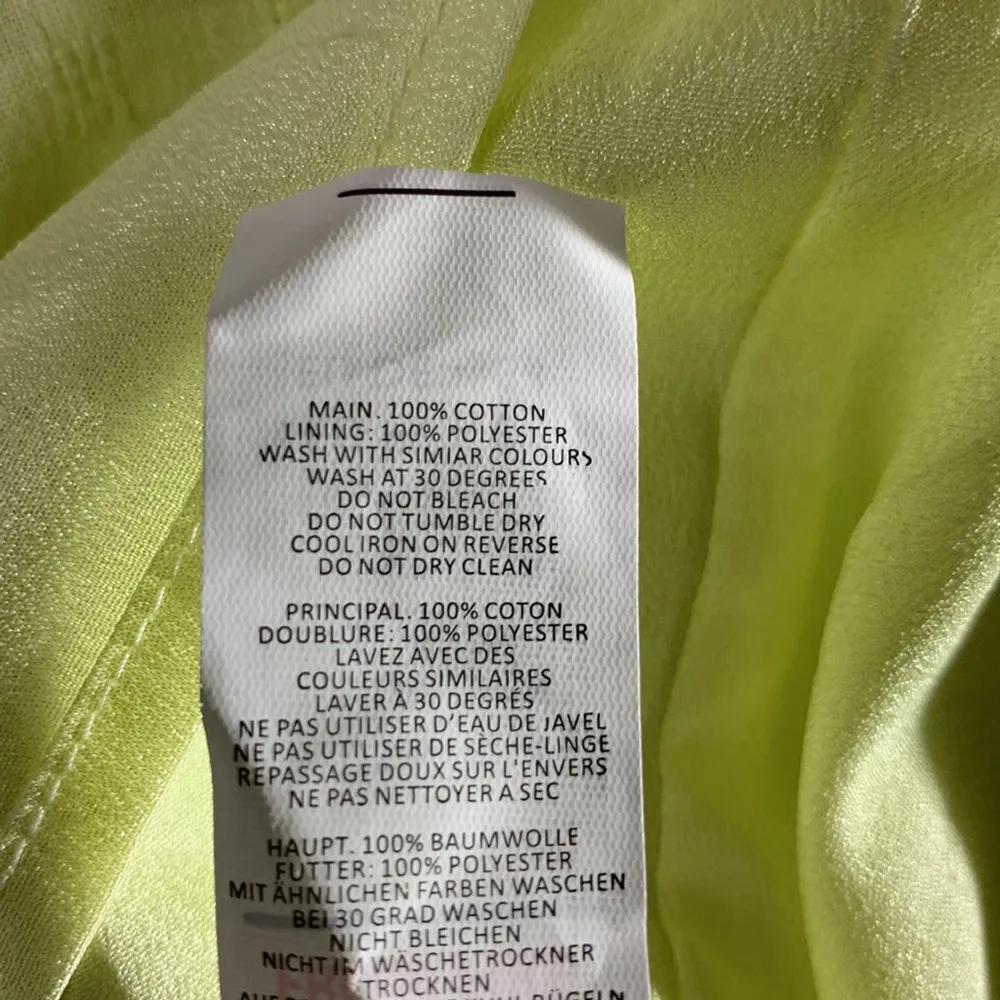 MAIN. 100% COTTON
LINING: 100% POLYESTER
WASH WITH SIMIAR COLOURS
WASH AT 30 DEGREES
DO NOT BLEACH
DO NOT TUMBLE DRY
COOL IRON ON REVERSE
DO NOT DRY CLEAN
PRINCIPAL. 100% COTON
DOUBLURE: 100% POLYESTER
LAVEZ AVEC DES
COULEURS SIMILAIRES
LAVER À 30 DEGRÉS
NE PAS UTILISER D'EAU DE JAVEL
NE PAS UTILISER DE SÈCHE-LINGE
REPASSAGE DOUX SUR L'ENVERS
NE PAS NETTOYER A SEC
HAUPT. 100% BAUMWOLLE
FUTTER: 100% POLYESTER
MIT ÄHNLICHEN FARBEN WASCHEN
BEI 30 GRAD WASCHEN
NICHT BLEICHEN
NICHT IM WÄSCHETROCKNER
TROCKNEN
BÜGELN